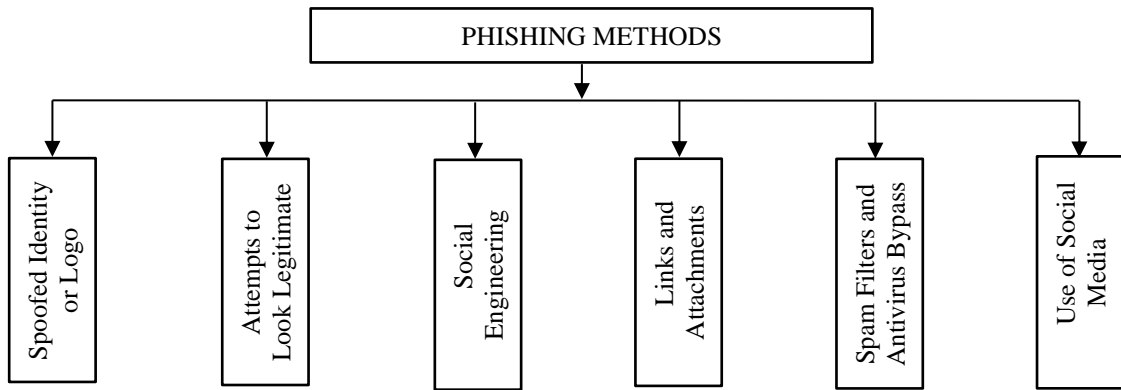 PHISHING METHODS
Spoofed Identity
or Logo
Attempts to
Look Legitimate
Social
Engineering
Links and
Attachments
Spam Filters and
Antivirus Bypass
Use of Social
Media